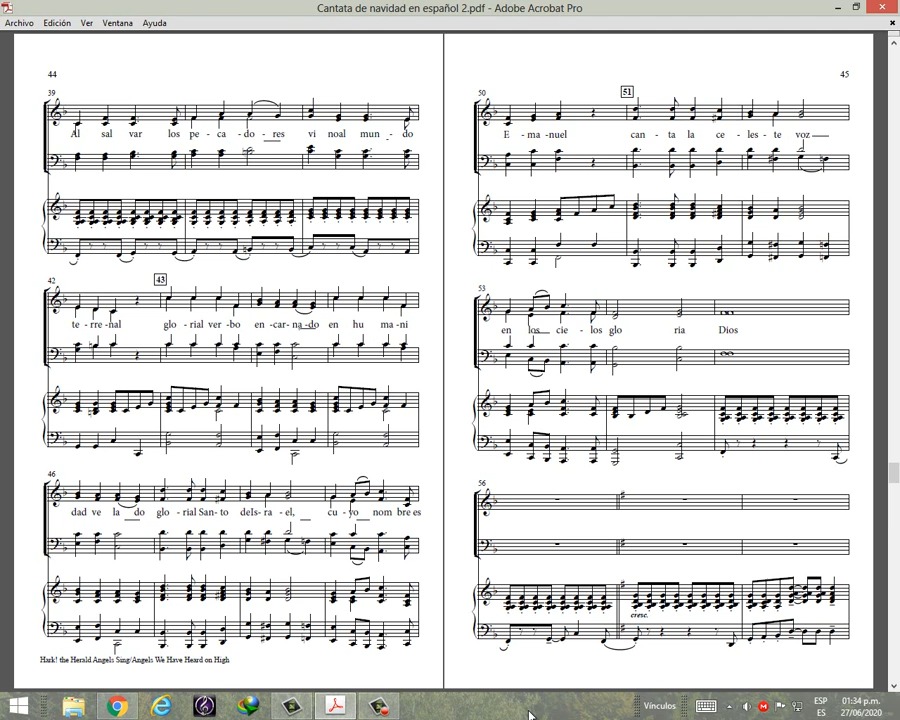 Cantata de navidad en español 2.pdf - Adobe Acrobat Pro
Archivo Edición Ver Ventana Ayuda
44
39
Al sal var los pe - ca - do - res vi noal mun - do
42
43
te - rre - nal glo - rial ver - bo en - car - na - do en hu ma - ni
46
dad ve la do glo - rial San - to deIs - ra - el, cu - yo nom bre es
Hark! the Herald Angels Sing/Angels We Have Heard on High
45
50
51
E - ma - nuel can - ta la ce - les - te voz
53
en los cie - los glo ria Dios
56
cresc.
Vínculos
ESP
ES
01:34 p.m.
27/06/2020